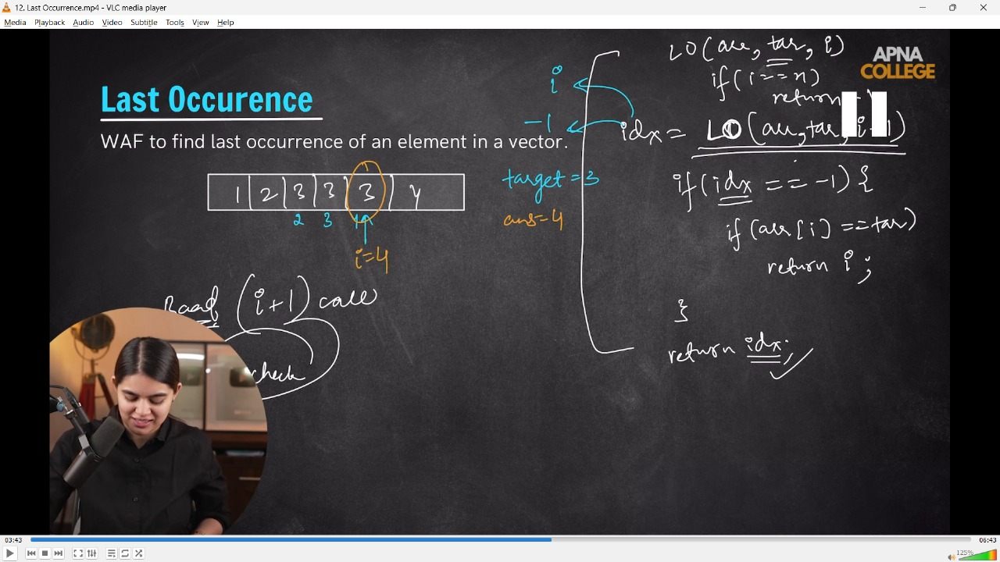 12. Last Occurrence.mp4 - VLC media player
Media Playback Audio Video Subtitle Tools View Help
APNA
COLLEGE
Last Occurence
WAF to find last occurrence of an element in a vector.
1 2 3 3 3 4
2 3 4
i=4
target = 3
ans=4
i
-1
LO(arr, tar, i)
if(i==n)
return -1
idx = LO(arr, tar, i+1)
if(idx == -1) {
if(arr[i] == tar)
return i;
}
return idx;
(i+1) call
check
03:43
06:43
125%